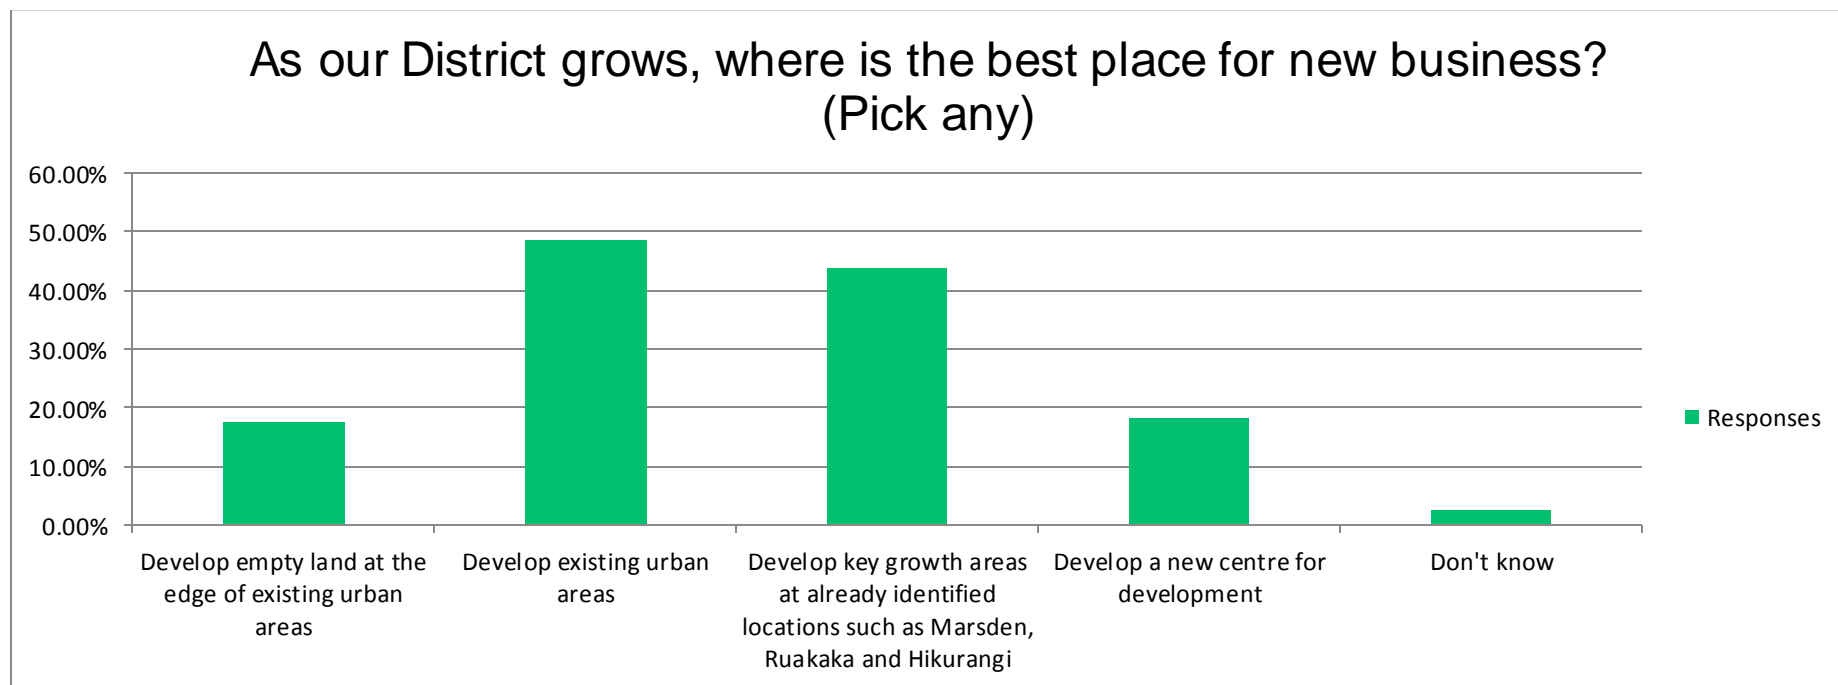 As our District grows, where is the best place for new business?
(Pick any)
60.00%
50.00%
40.00%
30.00%
20.00%
10.00%
0.00%
Develop empty land at the
edge of existing urban
areas
Develop existing urban
areas
Develop key growth areas
at already identified
locations such as Marsden,
Ruakaka and Hikurangi
Develop a new centre for
development
Don't know
Responses